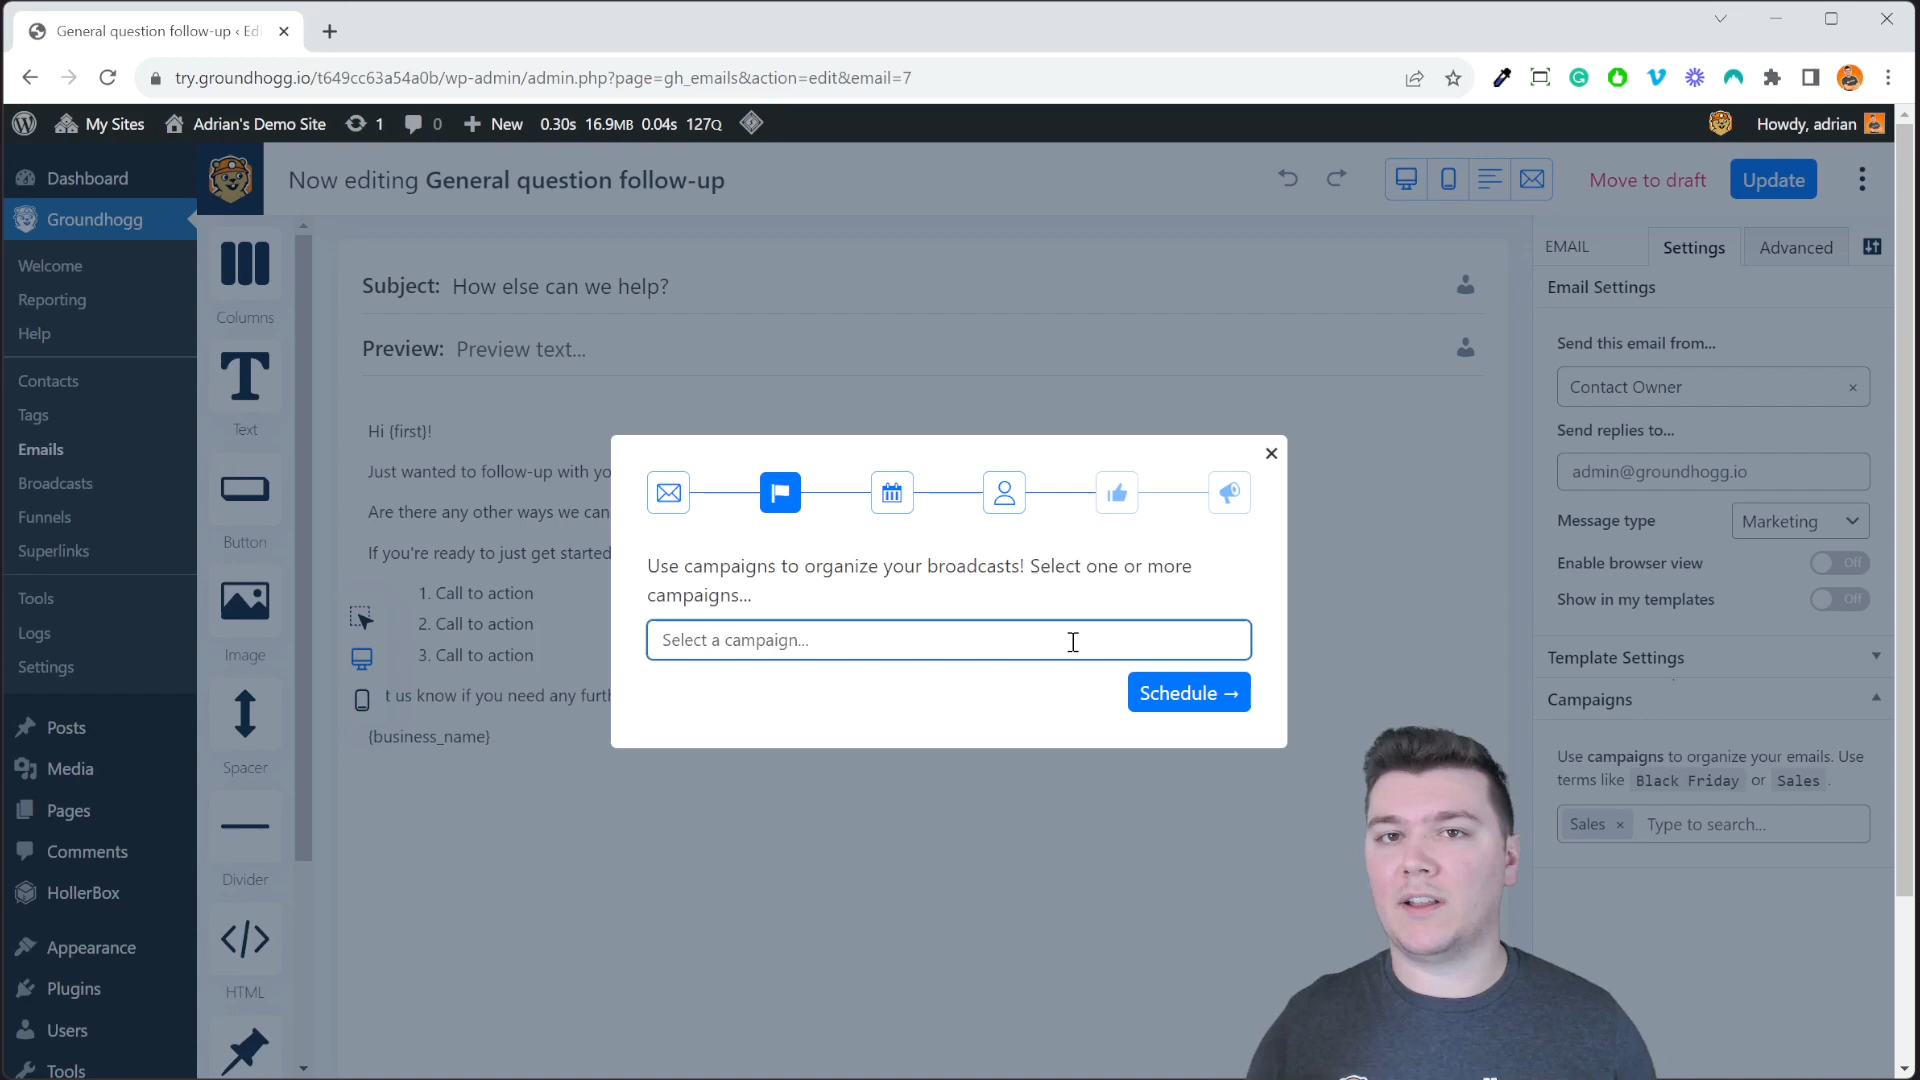 General question follow-up ‹ Edi
try.groundhogg.io/t649cc63a54a0b/wp-admin/admin.php?page=gh_emails&action=edit&email=7
My Sites
Adrian's Demo Site
1
0
New
0.30s 16.9MB 0.04s 127Q
Howdy, adrian
Dashboard
Groundhogg
Welcome
Reporting
Help
Contacts
Tags
Emails
Broadcasts
Funnels
Superlinks
Tools
Logs
Settings
Posts
Media
Pages
Comments
HollerBox
Appearance
Plugins
Users
Tools
Now editing General question follow-up
Move to draft
Update
Columns
Text
Button
Image
Spacer
Divider
HTML
Subject: How else can we help?
Preview: Preview text...
Hi {first}!
Just wanted to follow-up with yo
Are there any other ways we can
If you're ready to just get started
1. Call to action
2. Call to action
3. Call to action
t us know if you need any furth
{business_name}
Use campaigns to organize your broadcasts! Select one or more
campaigns...
Select a campaign...
Schedule →
EMAIL
Settings
Advanced
Email Settings
Send this email from...
Contact Owner ×
Send replies to...
admin@groundhogg.io
Message type
Marketing
Enable browser view
Off
Show in my templates
Off
Template Settings
Campaigns
Use campaigns to organize your emails. Use
terms like Black Friday or Sales .
Sales × Type to search...